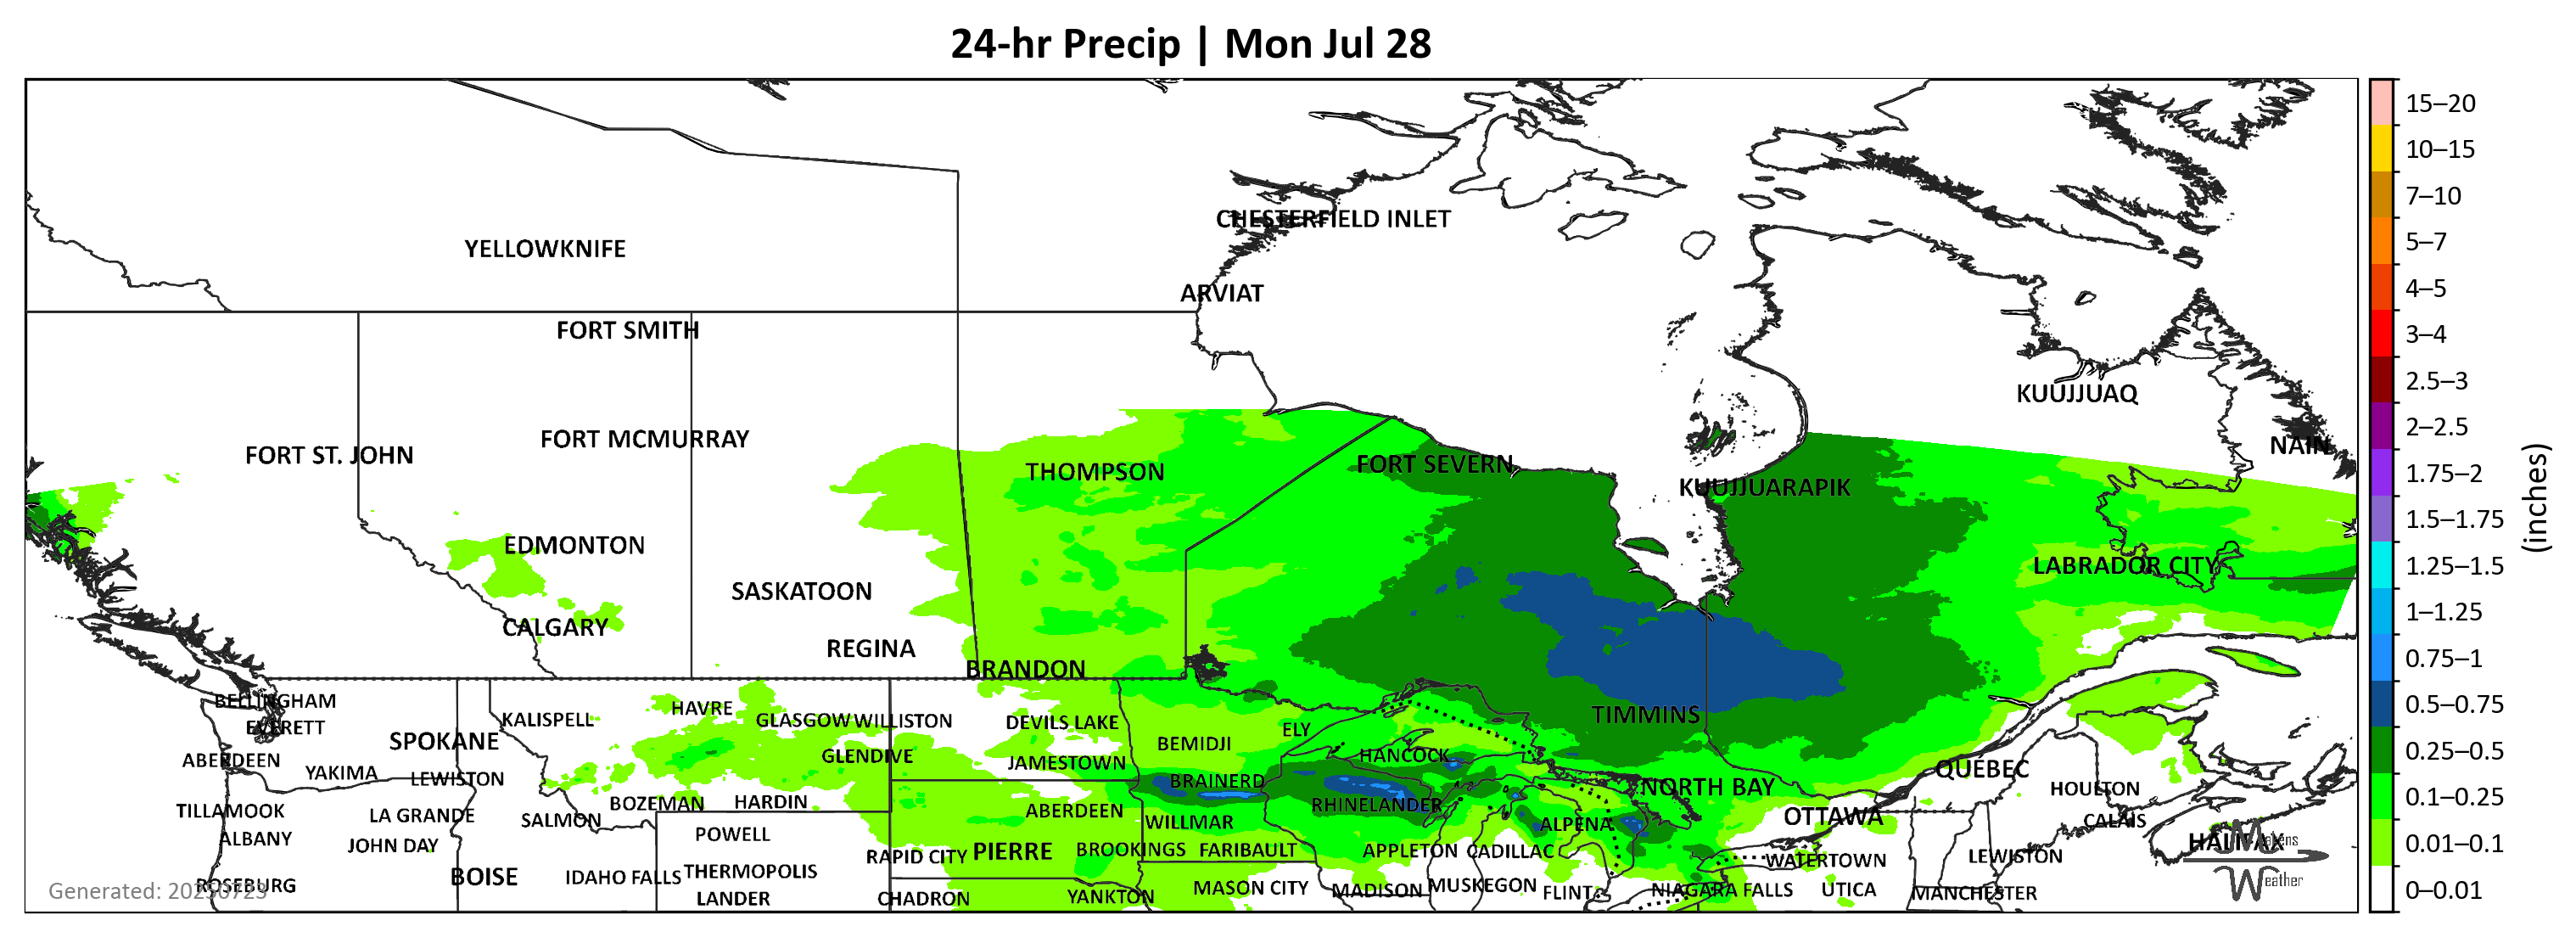 24-hr Precip | Mon Jul 28
CHESTERFIELD INLET
YELLOWKNIFE
ARVIAT
FORT SMITH
KUUJJUAQ
FORT MCMURRAY
NAIN
FORT ST. JOHN
FORT SEVERN
THOMPSON
KUUJJUARAPIK
EDMONTON
LABRADOR CITY
SASKATOON
CALGARY
REGINA
BRANDON
BELLINGHAM
HAVRE
TIMMINS
KALISPELL
GLASGOW WILLISTON
DEVILS LAKE
EVERETT
ELY
SPOKANE
BEMIDJI
HANCOCK
GLENDIVE
ABERDEEN
JAMESTOWN
QUÉBEC
YAKIMA
LEWISTON
BRAINERD
NORTH BAY
HOULTON
BOZEMAN
HARDIN
RHINELANDER
TILLAMOOK
LA GRANDE
SALMON
ABERDEEN
WILLMAR
ALPENA
OTTAWA
CALAIS
ALBANY
JOHN DAY
POWELL
HALIFAX
Matens
RAPID CITY
PIERRE
BROOKINGS
FARIBAULT
APPLETON
CADILLAC
WATERTOWN
LEWISTON
BOISE
IDAHO FALLS
THERMOPOLIS
Weather
ROSEBURG
Generated: 20250723
LANDER
CHADRON
YANKTON
MASON CITY
MADISON
MUSKEGON
FLINT
NIAGARA FALLS
UTICA
MANCHESTER
15–20
10–15
7–10
5–7
4–5
3–4
2.5–3
2–2.5
1.75–2
1.5–1.75
1.25–1.5
1–1.25
0.75–1
0.5–0.75
0.25–0.5
0.1–0.25
0.01–0.1
0–0.01
(inches)